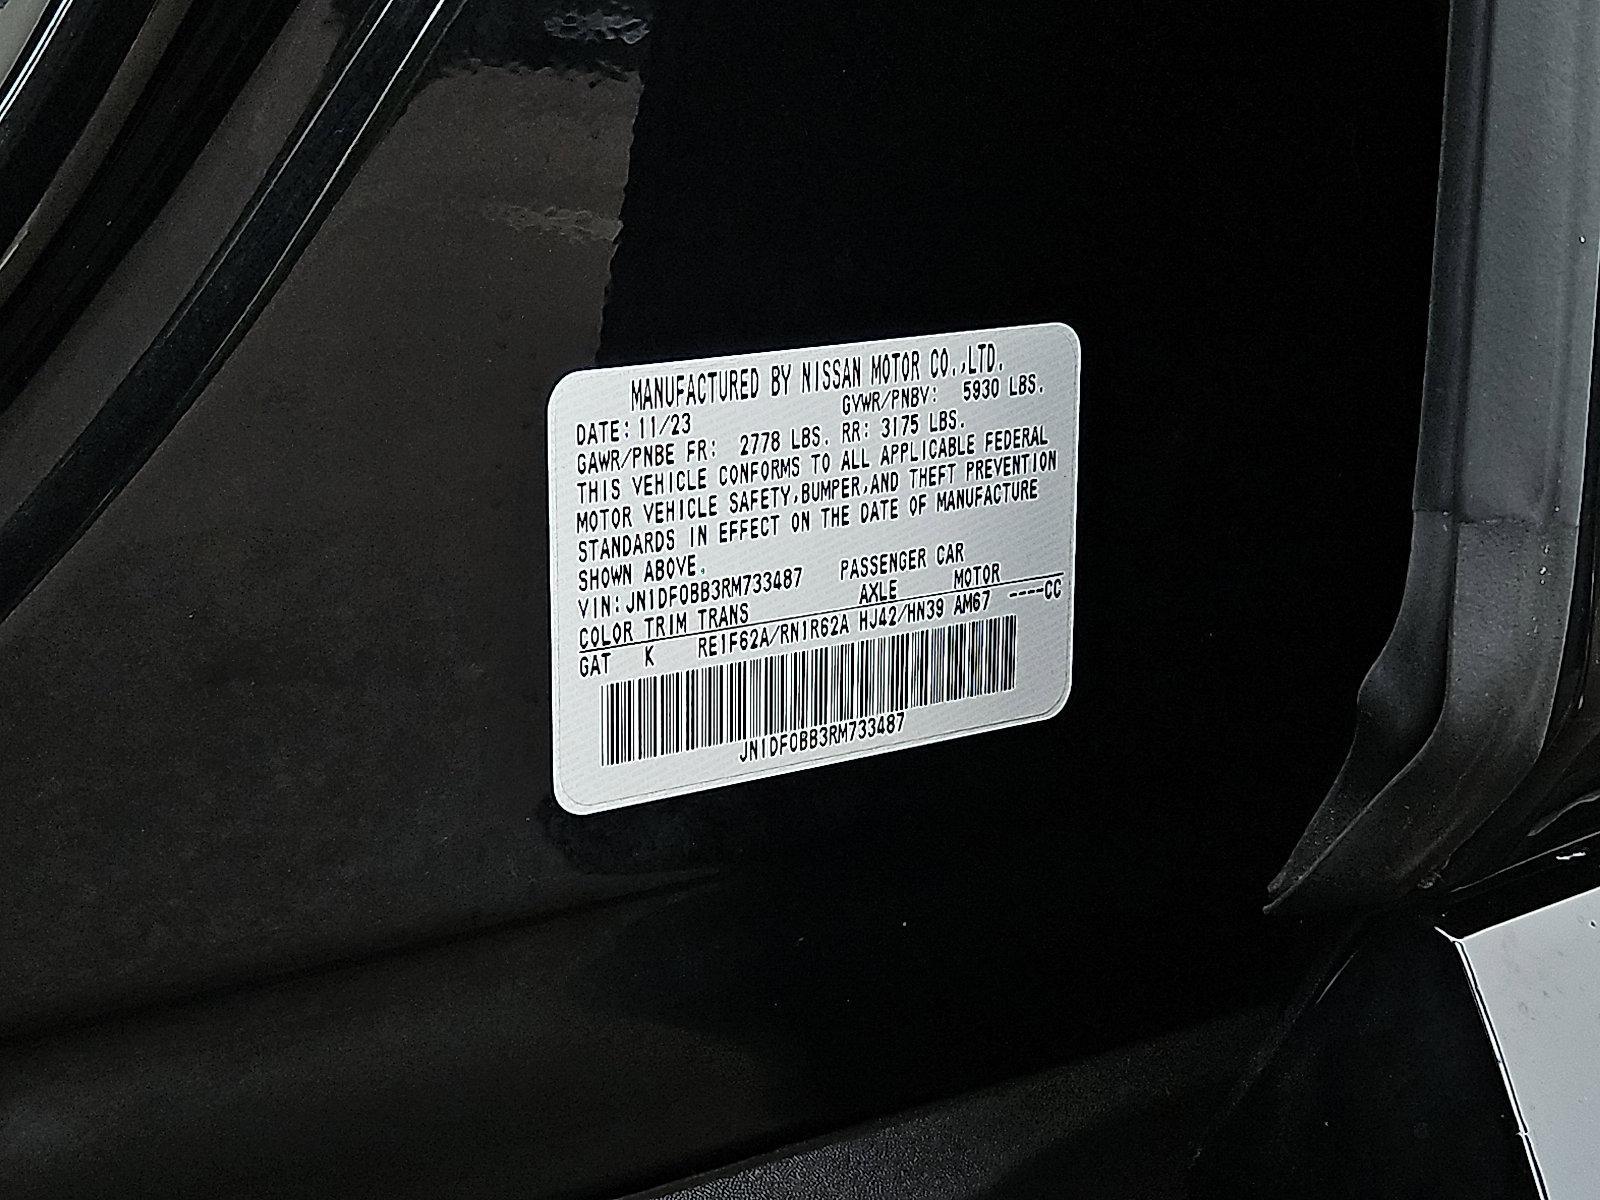 MANUFACTURED BY NISSAN MOTOR CO.,LTD.
DATE: 11/23 GVWR/PNBV: 5930 LBS.
GAWR/PNBE FR: 2778 LBS. RR: 3175 LBS.
THIS VEHICLE CONFORMS TO ALL APPLICABLE FEDERAL
MOTOR VEHICLE SAFETY,BUMPER,AND THEFT PREVENTION
STANDARDS IN EFFECT ON THE DATE OF MANUFACTURE
SHOWN ABOVE.
VIN: JN1DF0BB3RM733487 PASSENGER CAR
COLOR TRIM TRANS AXLE MOTOR
GAT K RE1F62A/RN1R62A HJ42/HN39 AM67 ----CC
JN1DF0BB3RM733487